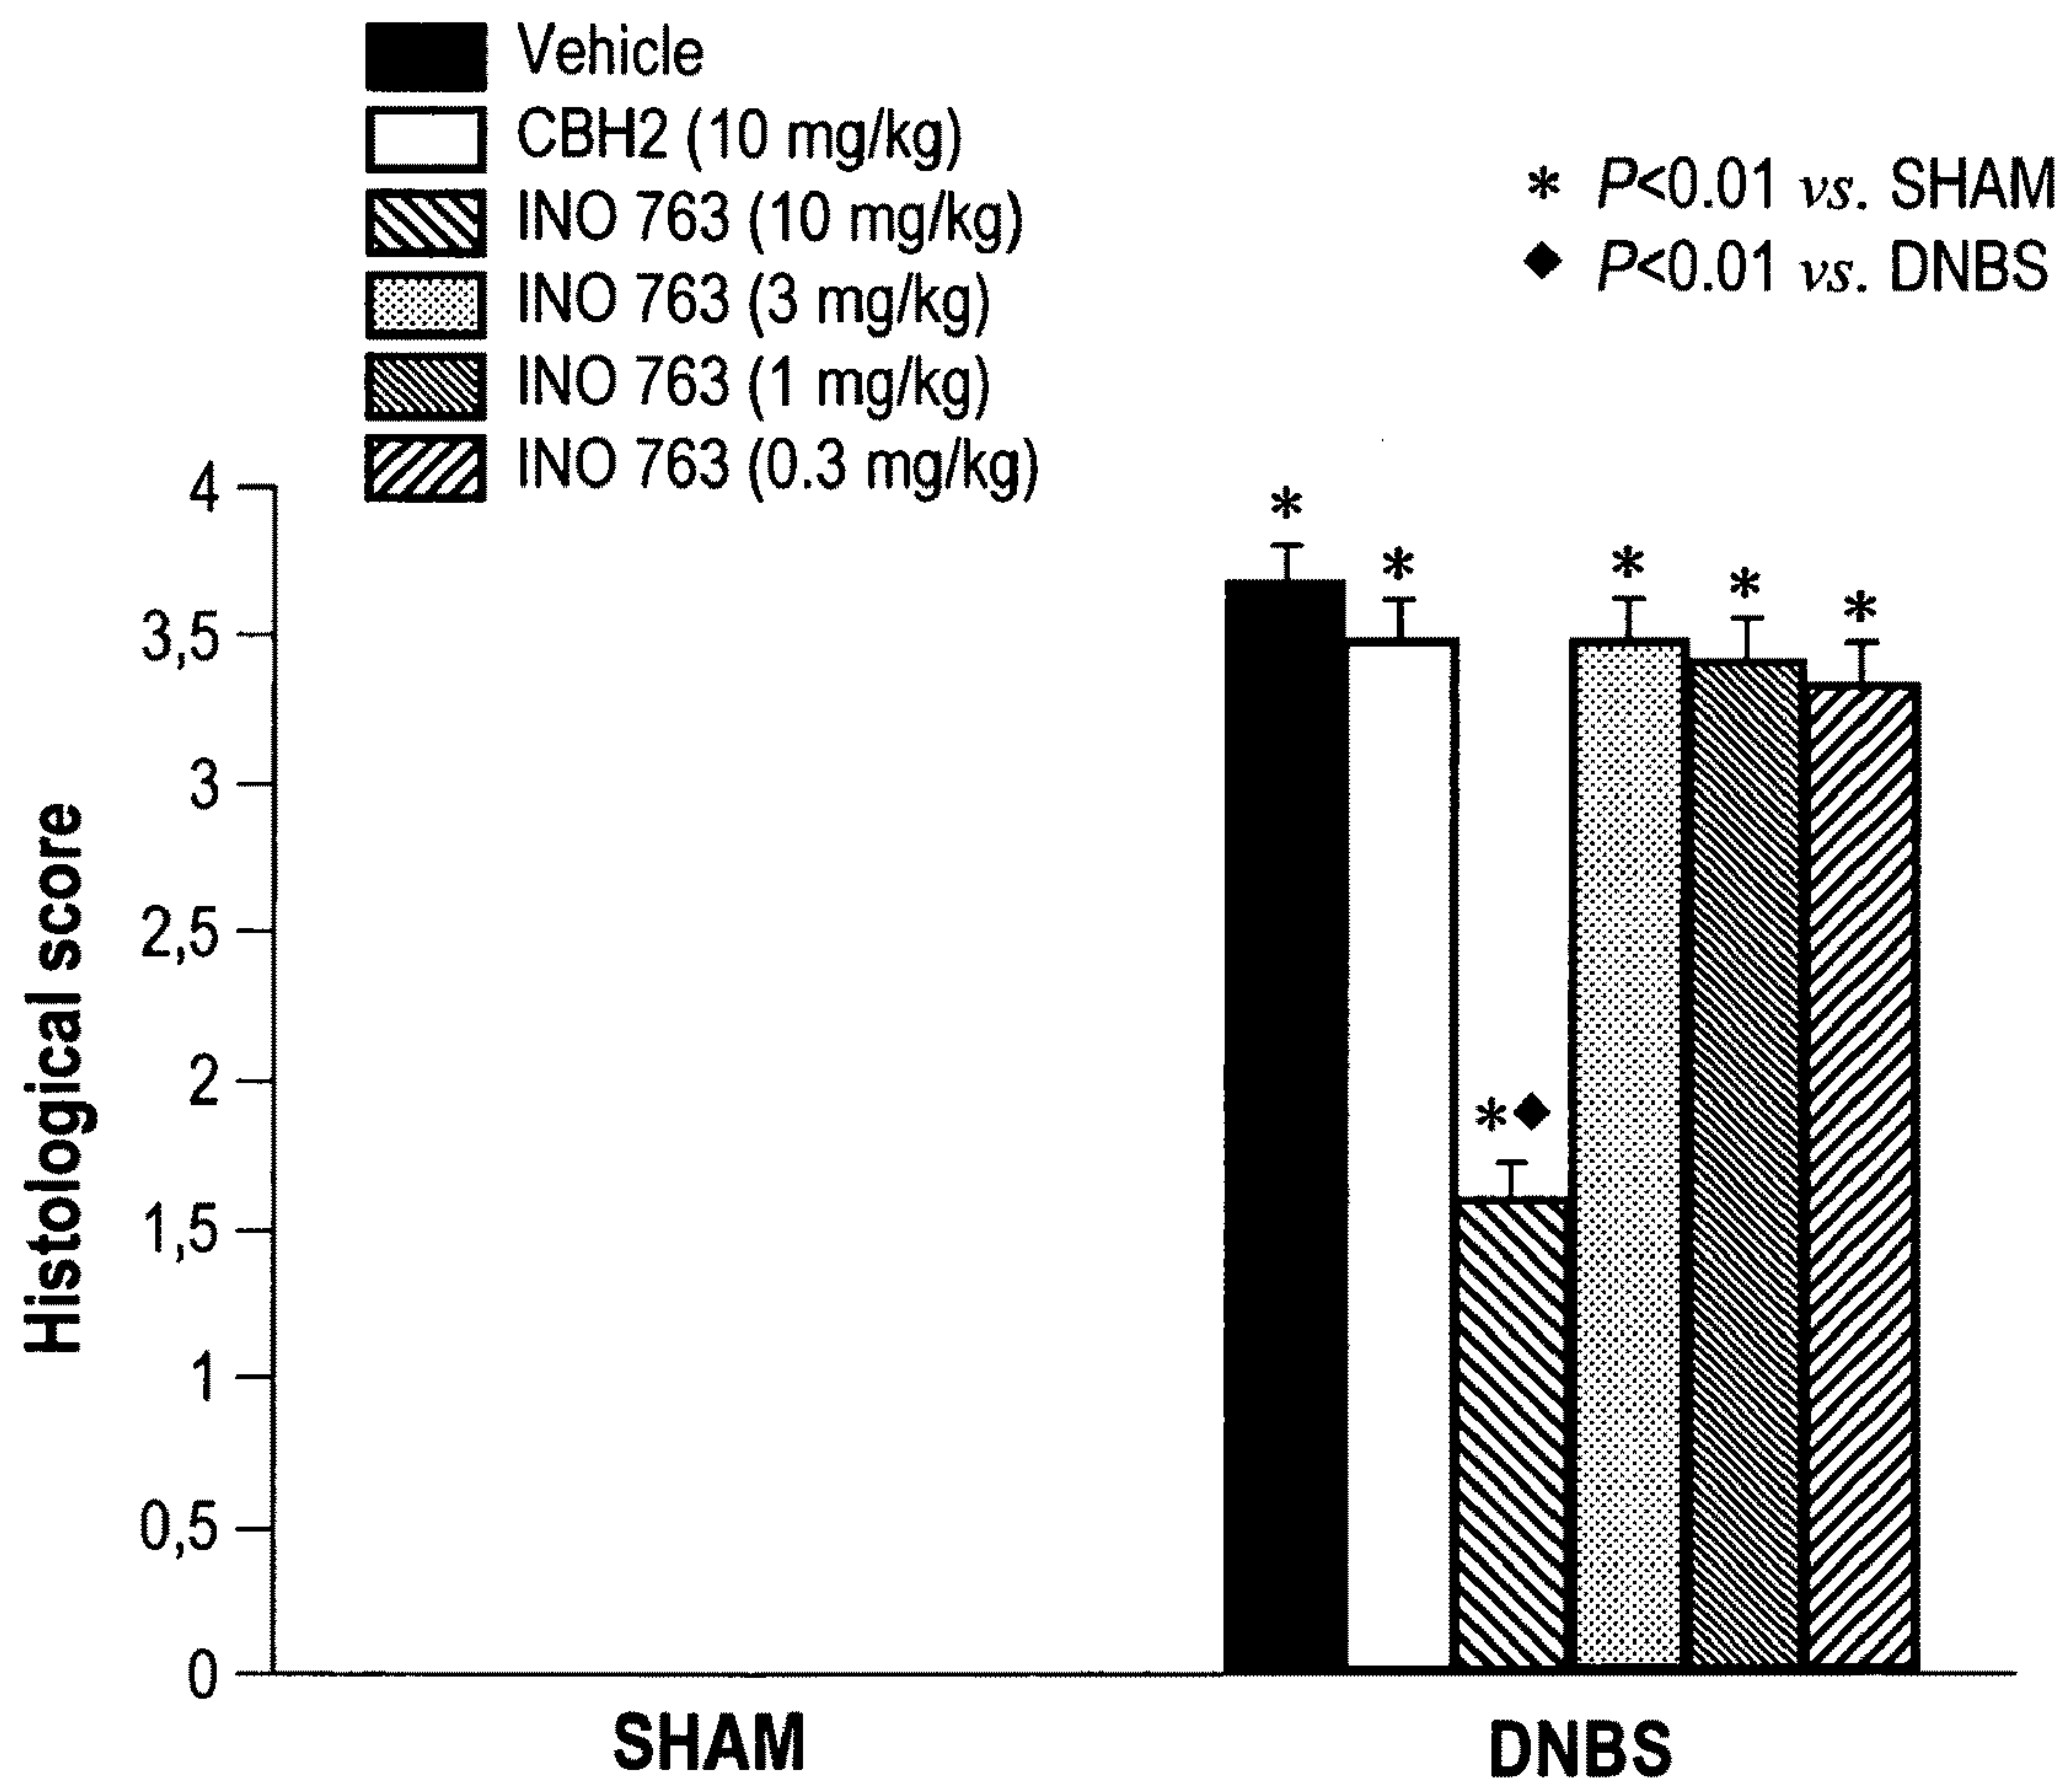 Vehicle
CBH2 (10 mg/kg)
INO 763 (10 mg/kg)
INO 763 (3 mg/kg)
INO 763 (1 mg/kg)
INO 763 (0.3 mg/kg)
* P<0.01 vs. SHAM
◆ P<0.01 vs. DNBS
Histological score
4
3,5
3
2,5
2
1,5
1
0,5
0
*
*
*◆
*
*
*
SHAM
DNBS